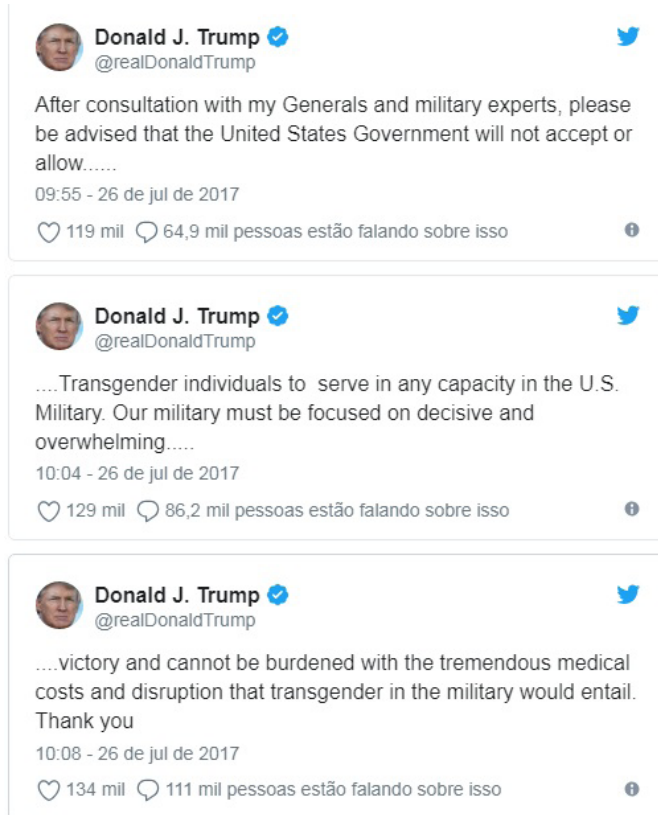 Donald J. Trump
@realDonaldTrump
After consultation with my Generals and military experts, please
be advised that the United States Government will not accept or
allow......
09:55 - 26 de jul de 2017
119 mil 64,9 mil pessoas estão falando sobre isso
Donald J. Trump
@realDonaldTrump
....Transgender individuals to  serve in any capacity in the U.S.
Military. Our military must be focused on decisive and
overwhelming.....
10:04 - 26 de jul de 2017
129 mil 86,2 mil pessoas estão falando sobre isso
Donald J. Trump
@realDonaldTrump
....victory and cannot be burdened with the tremendous medical
costs and disruption that transgender in the military would entail.
Thank you
10:08 - 26 de jul de 2017
134 mil 111 mil pessoas estão falando sobre isso